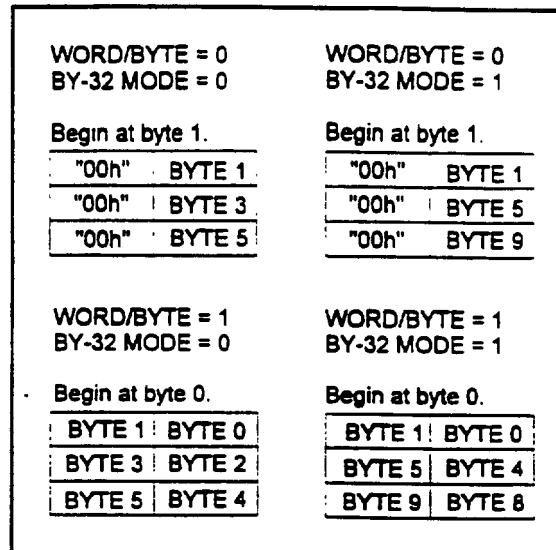 WORD/BYTE = 0
BY-32 MODE = 0
Begin at byte 1.
"00h" BYTE 1
"00h" BYTE 3
"00h" BYTE 5
WORD/BYTE = 0
BY-32 MODE = 1
Begin at byte 1.
"00h" BYTE 1
"00h" BYTE 5
"00h" BYTE 9
WORD/BYTE = 1
BY-32 MODE = 0
Begin at byte 0.
BYTE 1 BYTE 0
BYTE 3 BYTE 2
BYTE 5 BYTE 4
WORD/BYTE = 1
BY-32 MODE = 1
Begin at byte 0.
BYTE 1 BYTE 0
BYTE 5 BYTE 4
BYTE 9 BYTE 8